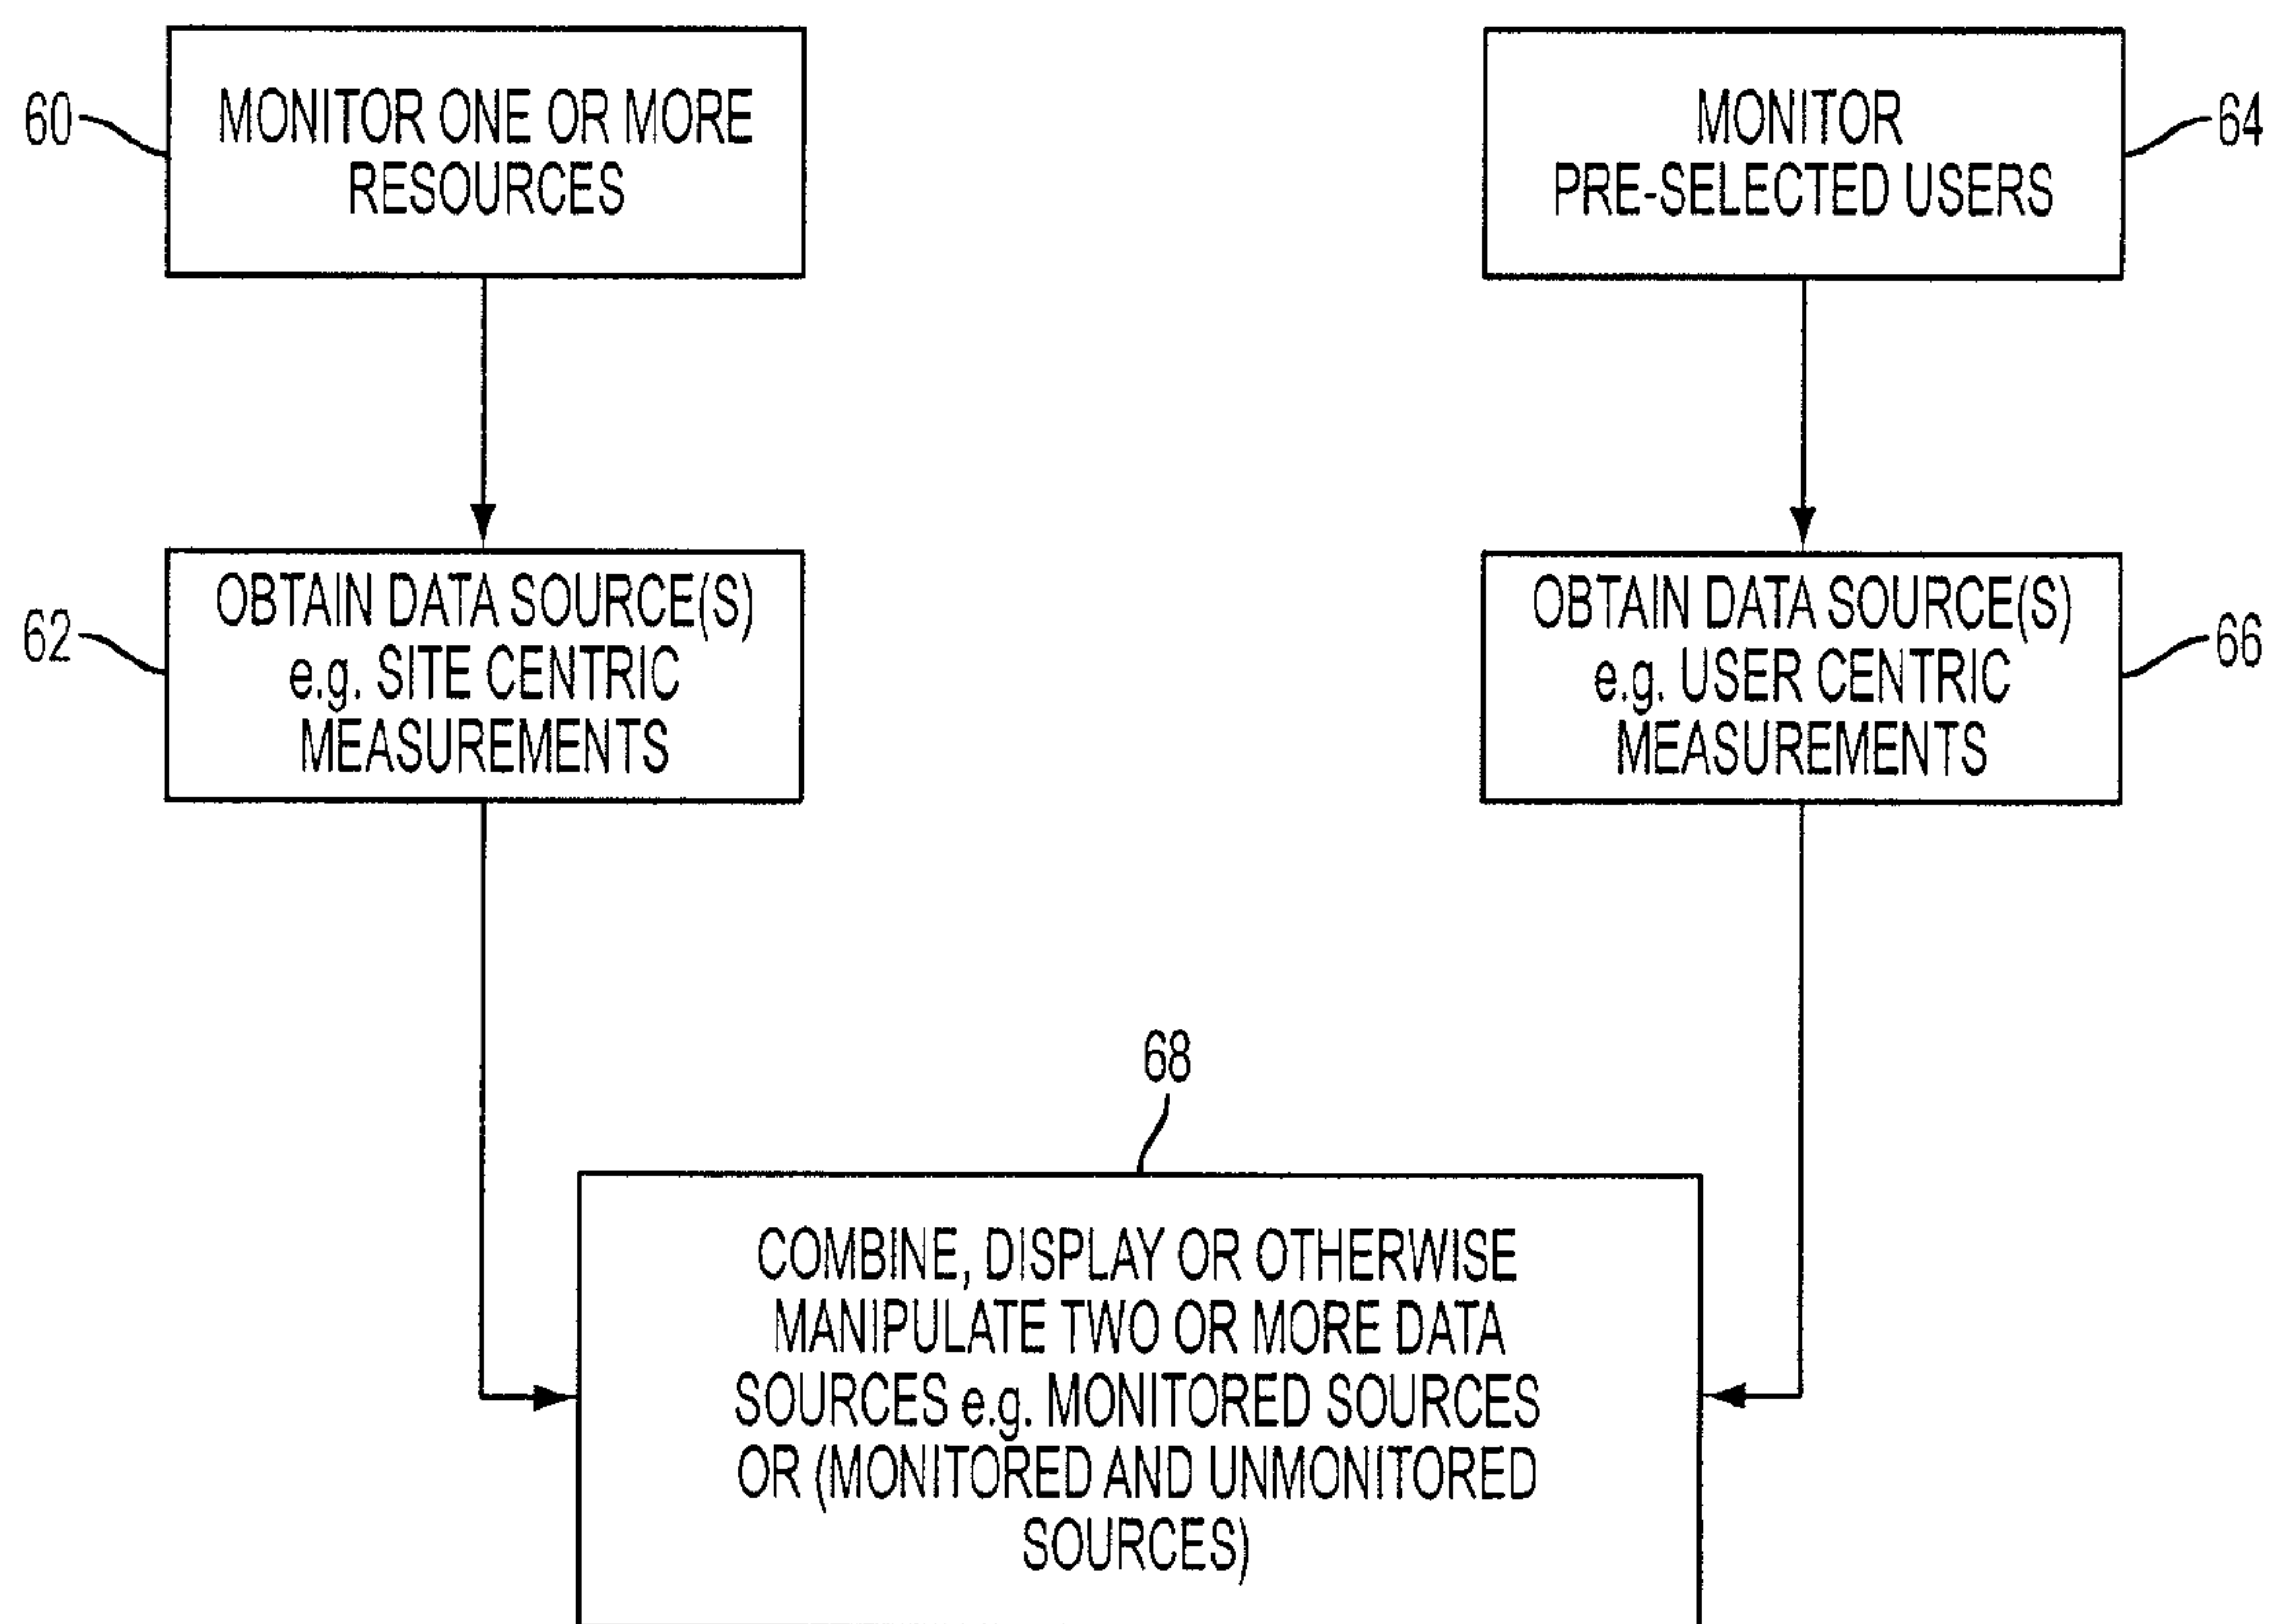 60
MONITOR ONE OR MORE
RESOURCES
64
MONITOR
PRE-SELECTED USERS
62
OBTAIN DATA SOURCE(S)
e.g. SITE CENTRIC
MEASUREMENTS
66
OBTAIN DATA SOURCE(S)
e.g. USER CENTRIC
MEASUREMENTS
68
COMBINE, DISPLAY OR OTHERWISE
MANIPULATE TWO OR MORE DATA
SOURCES e.g. MONITORED SOURCES
OR (MONITORED AND UNMONITORED
SOURCES)